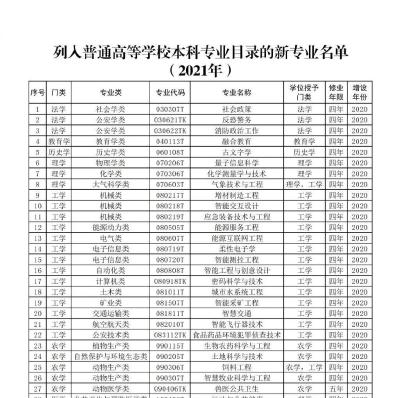 列入普通高等学校本科专业目录的新专业名单
（2021年）
序号 门类 专业类 专业代码 专业名称 学位授予门类 修业年限 增设年份
1 法学 社会学类 030307T 社会政策 法学 四年 2020
2 法学 公安学类 030621TK 反恐警务 法学 四年 2020
3 法学 公安学类 030622TK 消防政治工作 法学 四年 2020
4 教育学 教育学类 040113T 融合教育 教育学 四年 2020
5 历史学 历史学类 060108T 古文字学 历史学 四年 2020
6 理学 物理学类 070206T 量子信息科学 理学 四年 2020
7 理学 化学类 070306T 化学测量学与技术 理学 四年 2020
8 理学 大气科学类 070603T 气象技术与工程 理学，工学 四年 2020
9 工学 机械类 080217T 增材制造工程 工学 四年 2020
10 工学 机械类 080218T 智能交互设计 工学 四年 2020
11 工学 机械类 080219T 应急装备技术与工程 工学 四年 2020
12 工学 能源动力类 080505T 能源服务工程 工学 四年 2020
13 工学 电气类 080607T 能源互联网工程 工学 四年 2020
14 工学 电子信息类 080719T 柔性电子学 工学 四年 2020
15 工学 电子信息类 080720T 智能测控工程 工学 四年 2020
16 工学 自动化类 080808T 智能工程与创意设计 工学 四年 2020
17 工学 计算机类 080918TK 密码科学与技术 工学 四年 2020
18 工学 土木类 081011T 城市水系统工程 工学 四年 2020
19 工学 矿业类 081507T 智能采矿工程 工学 四年 2020
20 工学 交通运输类 081811T 智慧交通 工学 四年 2020
21 工学 航空航天类 082010T 智能飞行器技术 工学 四年 2020
22 工学 公安技术类 083112TK 食品药品环境犯罪侦查技术 工学 四年 2020
23 农学 植物生产类 090115T 生物农药科学与工程 农学 四年 2020
24 农学 自然保护与环境生态类 090205T 土地科学与技术 农学 四年 2020
25 农学 动物生产类 090306T 饲料工程 农学，工学 四年 2020
26 农学 动物生产类 090307T 智慧牧业科学与工程 农学 四年 2020
27 农学 动物医学类 090406TK 兽医公共卫生 农学 五年 2020